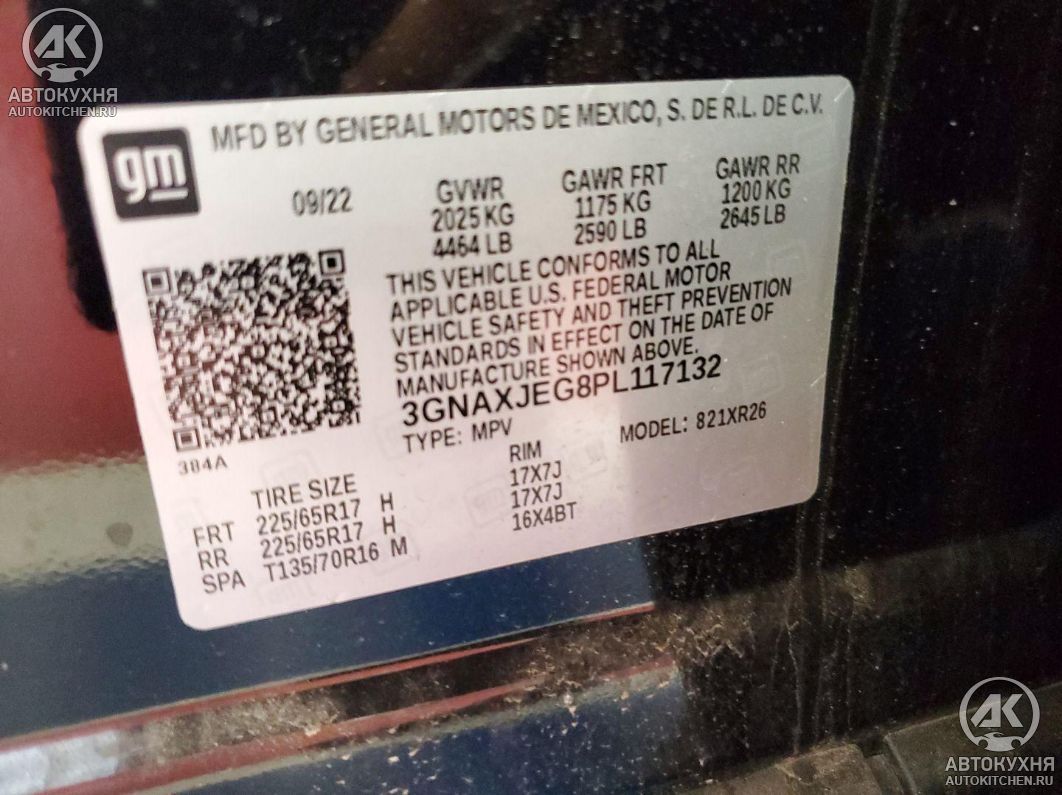 АК
АВТОКУХНЯ
AUTOKITCHEN.RU
gm
MFD BY GENERAL MOTORS DE MEXICO, S. DE R.L. DE C.V.
09/22 GVWR GAWR FRT GAWR RR
2025 KG 1175 KG 1200 KG
4464 LB 2590 LB 2645 LB
THIS VEHICLE CONFORMS TO ALL
APPLICABLE U.S. FEDERAL MOTOR
VEHICLE SAFETY AND THEFT PREVENTION
STANDARDS IN EFFECT ON THE DATE OF
MANUFACTURE SHOWN ABOVE.
3GNAXJEG8PL117132
TYPE: MPV MODEL: 821XR26
384A
TIRE SIZE RIM
FRT 225/65R17 H 17X7J
RR 225/65R17 H 17X7J
SPA T135/70R16 M 16X4BT
АК
АВТОКУХНЯ
AUTOKITCHEN.RU